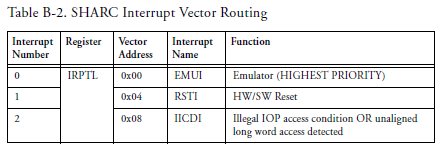 Table B-2. SHARC Interrupt Vector Routing
Interrupt Number Register Vector Address Interrupt Name Function
0 IRPTL 0x00 EMUI Emulator (HIGHEST PRIORITY)
1 0x04 RSTI HW/SW Reset
2 0x08 IICDI Illegal IOP access condition OR unaligned
long word access detected